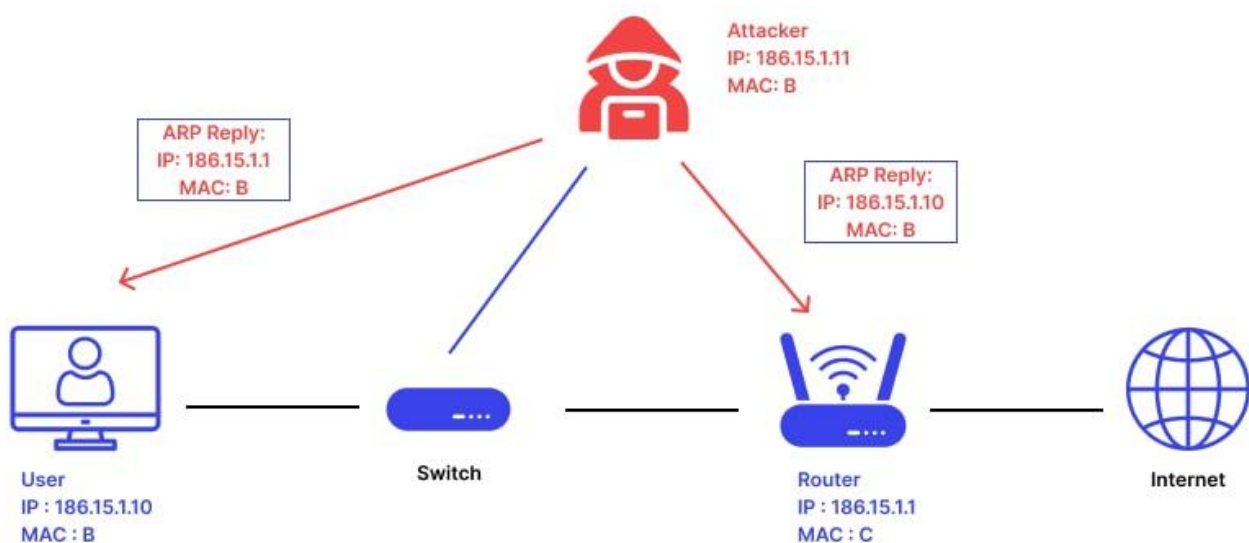 Attacker
IP: 186.15.1.11
MAC: B
ARP Reply:
IP: 186.15.1.1
MAC: B
ARP Reply:
IP: 186.15.1.10
MAC: B
User
IP : 186.15.1.10
MAC : B
Switch
Router
IP : 186.15.1.1
MAC : C
Internet